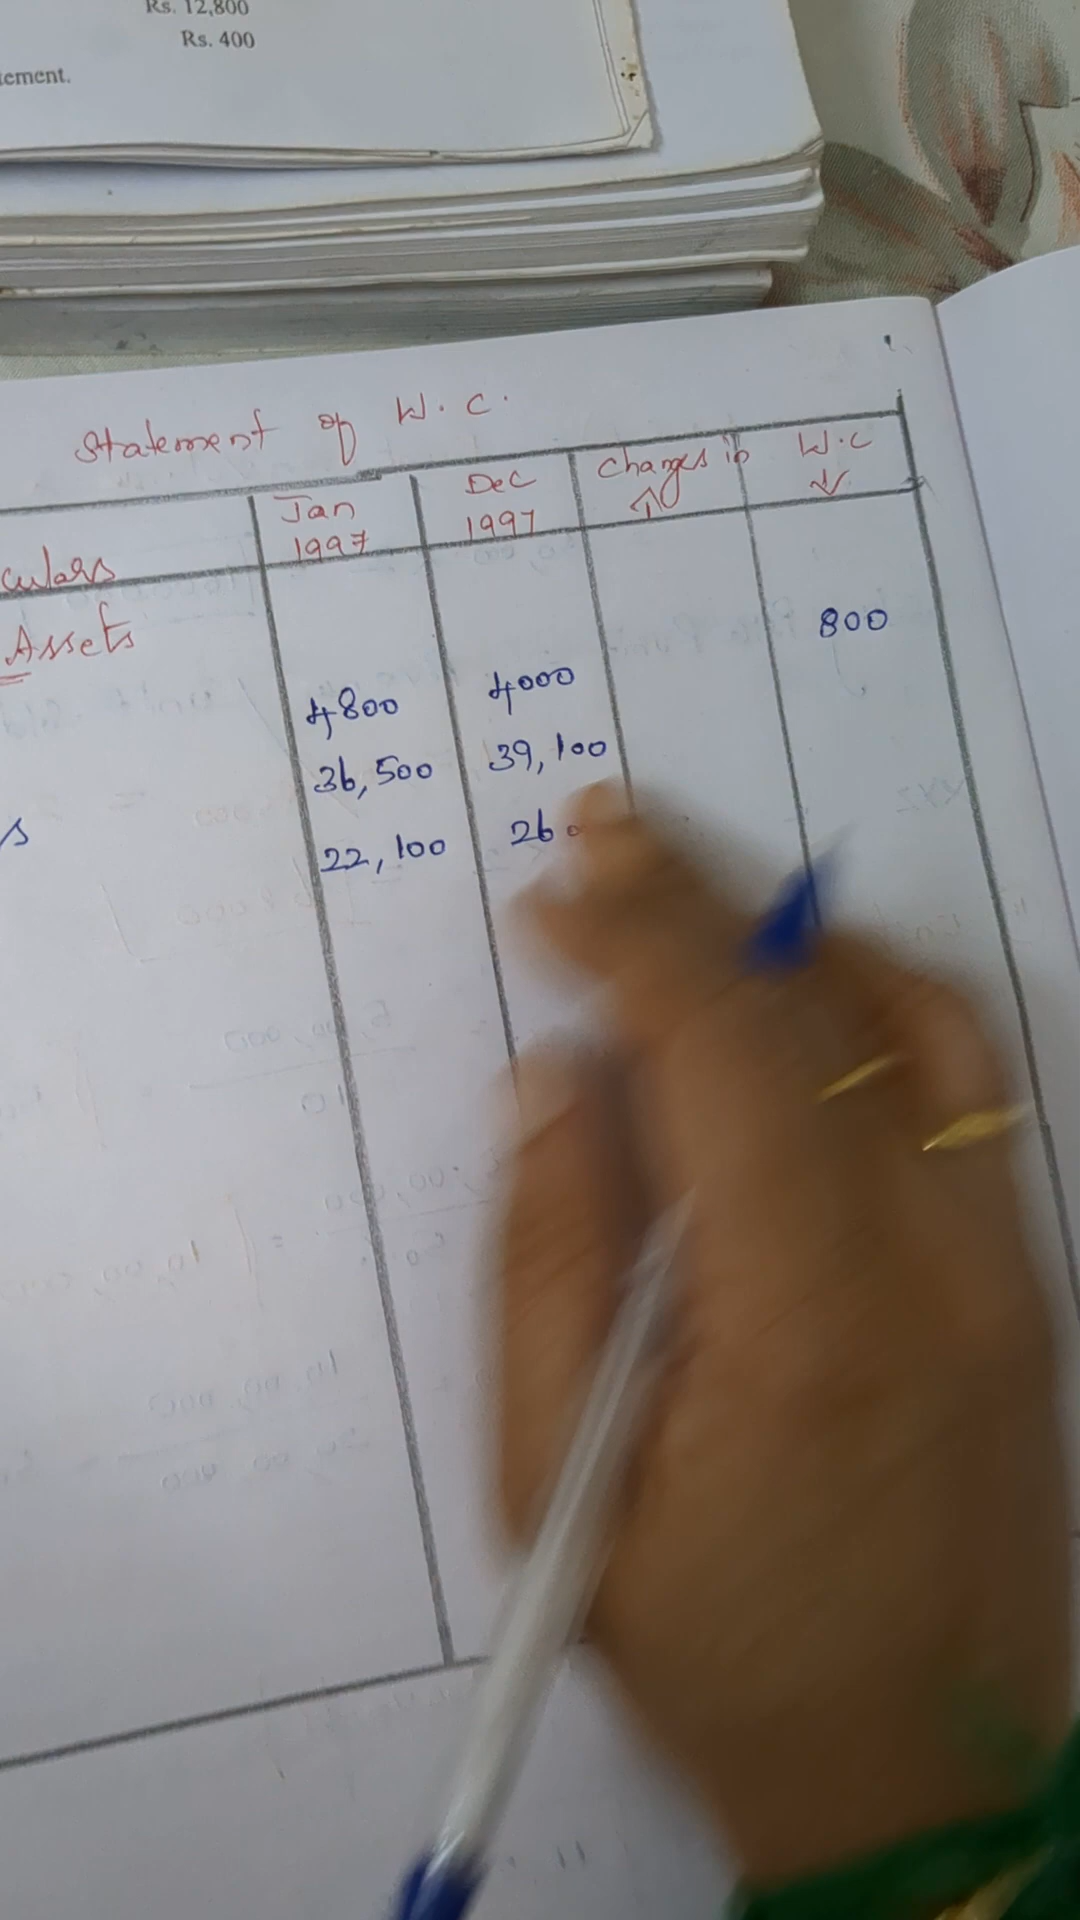 Rs. 12,800
Rs. 400
tement.
Statement of W.C.
culars
Jan 1997
Dec 1997
Changes in W.C
↑ ↓
Assets
4800 4000 800
36,500 39,100
s
22,100 260